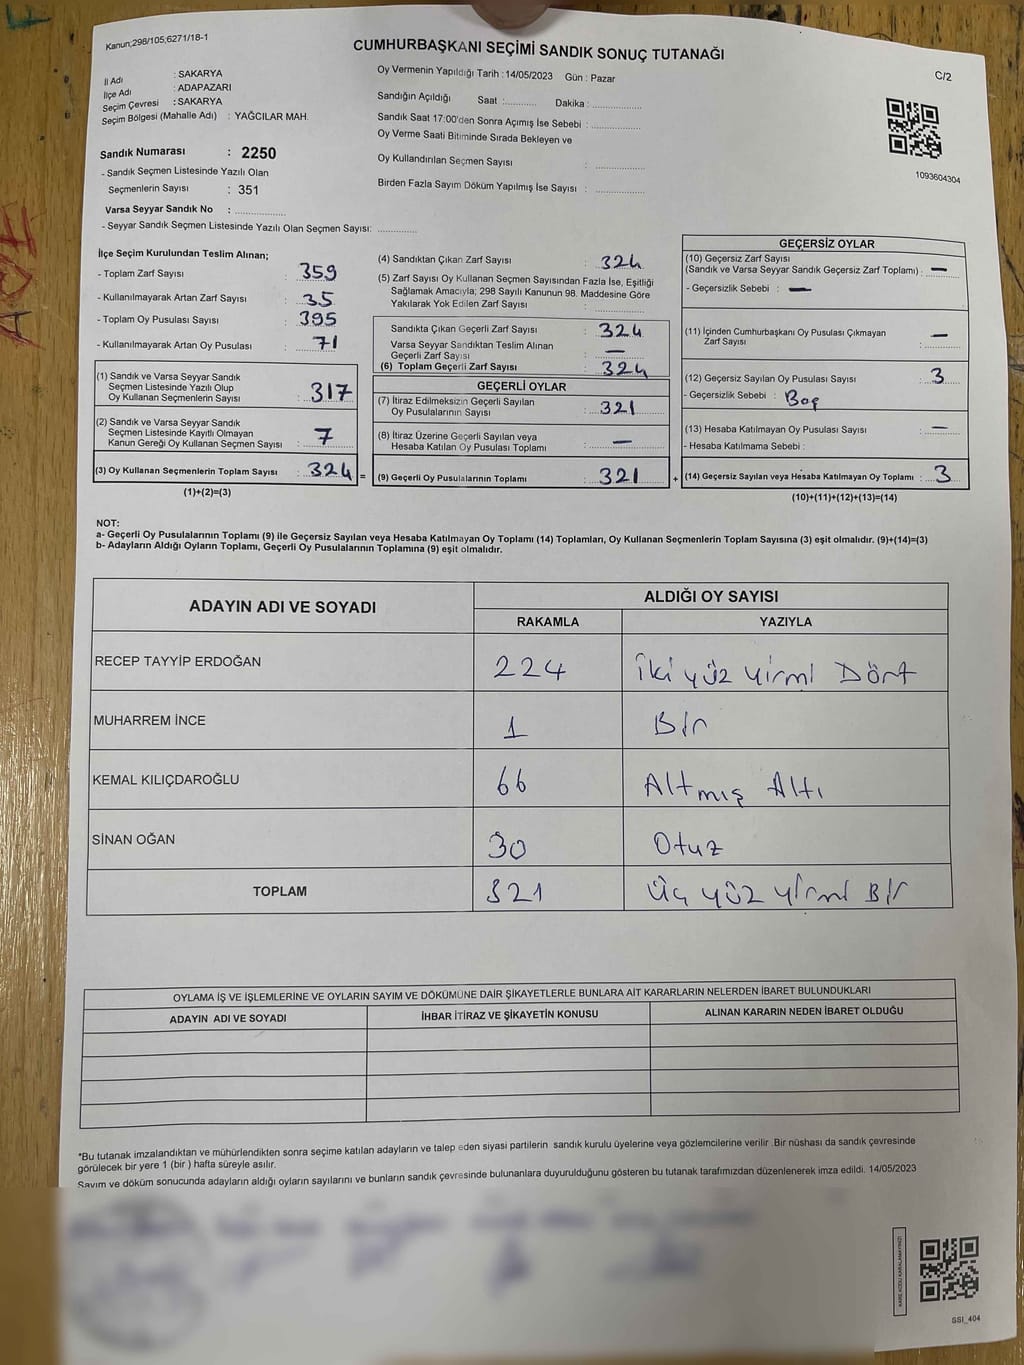 Kanun;298/105;6271/18-1
CUMHURBAŞKANI SEÇİMİ SANDIK SONUÇ TUTANAĞI
C/2
İl Adı : SAKARYA
İlçe Adı : ADAPAZARI
Seçim Çevresi : SAKARYA
Seçim Bölgesi (Mahalle Adı) : YAĞCILAR MAH.
Sandık Numarası : 2250
- Sandık Seçmen Listesinde Yazılı Olan
Seçmenlerin Sayısı : 351
Varsa Seyyar Sandık No : ................
- Seyyar Sandık Seçmen Listesinde Yazılı Olan Seçmen Sayısı: ............
Oy Vermenin Yapıldığı Tarih : 14/05/2023 Gün : Pazar
Sandığın Açıldığı Saat :........... Dakika : ................
Sandık Saat 17:00'den Sonra Açımış İse Sebebi : ................
Oy Verme Saati Bitiminde Sırada Bekleyen ve
Oy Kullandırılan Seçmen Sayısı : ................
Birden Fazla Sayım Döküm Yapılmış İse Sayısı : ................
1093604304
İlçe Seçim Kurulundan Teslim Alınan;
- Toplam Zarf Sayısı : 359
- Kullanılmayarak Artan Zarf Sayısı : 35
- Toplam Oy Pusulası Sayısı : 395
- Kullanılmayarak Artan Oy Pusulası : 71
(1) Sandık ve Varsa Seyyar Sandık
Seçmen Listesinde Yazılı Olup
Oy Kullanan Seçmenlerin Sayısı : 317
(2) Sandık ve Varsa Seyyar Sandık
Seçmen Listesinde Kayıtlı Olmayan
Kanun Gereği Oy Kullanan Seçmen Sayısı : 7
(3) Oy Kullanan Seçmenlerin Toplam Sayısı : 324 =
(1)+(2)=(3)
(4) Sandıktan Çıkan Zarf Sayısı : 324
(5) Zarf Sayısı Oy Kullanan Seçmen Sayısından Fazla İse, Eşitliği
Sağlamak Amacıyla; 298 Sayılı Kanunun 98. Maddesine Göre
Yakılarak Yok Edilen Zarf Sayısı : ................
Sandıkta Çıkan Geçerli Zarf Sayısı : 324
Varsa Seyyar Sandıktan Teslim Alınan
Geçerli Zarf Sayısı : —
(6) Toplam Geçerli Zarf Sayısı : 324
GEÇERLİ OYLAR
(7) İtiraz Edilmeksizin Geçerli Sayılan
Oy Pusulalarının Sayısı : 321
(8) İtiraz Üzerine Geçerli Sayılan veya
Hesaba Katılan Oy Pusulası Toplamı : —
(9) Geçerli Oy Pusulalarının Toplamı : 321 +
GEÇERSİZ OYLAR
(10) Geçersiz Zarf Sayısı
(Sandık ve Varsa Seyyar Sandık Geçersiz Zarf Toplamı) : —
- Geçersizlik Sebebi : —
(11) İçinden Cumhurbaşkanı Oy Pusulası Çıkmayan
Zarf Sayısı : —
(12) Geçersiz Sayılan Oy Pusulası Sayısı : 3
- Geçersizlik Sebebi : Boş
(13) Hesaba Katılmayan Oy Pusulası Sayısı : —
- Hesaba Katılmama Sebebi :
(14) Geçersiz Sayılan veya Hesaba Katılmayan Oy Toplamı : 3
(10)+(11)+(12)+(13)=(14)
NOT:
a- Geçerli Oy Pusulalarının Toplamı (9) ile Geçersiz Sayılan veya Hesaba Katılmayan Oy Toplamı (14) Toplamları, Oy Kullanan Seçmenlerin Toplam Sayısına (3) eşit olmalıdır. (9)+(14)=(3)
b- Adayların Aldığı Oyların Toplamı, Geçerli Oy Pusulalarının Toplamına (9) eşit olmalıdır.
ADAYIN ADI VE SOYADI ALDIĞI OY SAYISI
RAKAMLA YAZIYLA
RECEP TAYYİP ERDOĞAN 224 İki yüz yirmi Dört
MUHARREM İNCE 1 Bir
KEMAL KILIÇDAROĞLU 66 Altmış Altı
SİNAN OĞAN 30 Otuz
TOPLAM 321 Üç yüz yirmi Bir
OYLAMA İŞ VE İŞLEMLERİNE VE OYLARIN SAYIM VE DÖKÜMÜNE DAİR ŞİKAYETLERLE BUNLARA AİT KARARLARIN NELERDEN İBARET BULUNDUKLARI
ADAYIN ADI VE SOYADI İHBAR İTİRAZ VE ŞİKAYETİN KONUSU ALINAN KARARIN NEDEN İBARET OLDUĞU
*Bu tutanak imzalandıktan ve mühürlendikten sonra seçime katılan adayların ve talep eden siyasi partilerin sandık kurulu üyelerine veya gözlemcilerine verilir .Bir nüshası da sandık çevresinde
görülecek bir yere 1 (bir ) hafta süreyle asılır.
Sayım ve döküm sonucunda adayların aldığı oyların sayılarını ve bunların sandık çevresinde bulunanlara duyurulduğunu gösteren bu tutanak tarafımızdan düzenlenerek imza edildi. 14/05/2023
KARE KODU KARALAMAYINIZ!
SSI_404